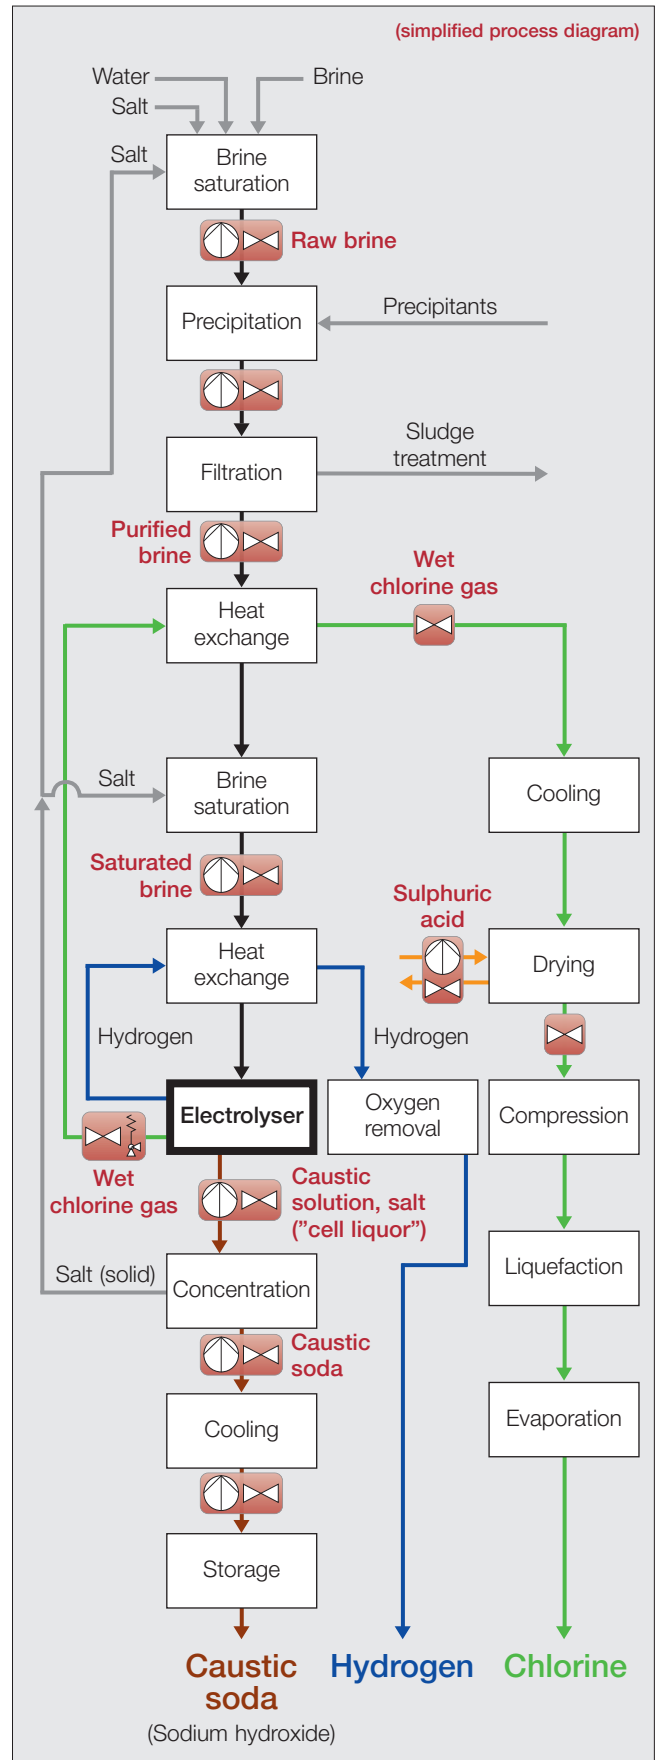 (simplified process diagram)
Water
Brine
Salt
Salt
Brine
saturation
Raw brine
Precipitation
Precipitants
Filtration
Sludge
treatment
Purified
brine
Wet
chlorine gas
Heat
exchange
Salt
Brine
saturation
Cooling
Saturated
brine
Sulphuric
acid
Heat
exchange
Drying
Hydrogen
Hydrogen
Electrolyser
Oxygen
removal
Compression
Wet
chlorine gas
Caustic
solution, salt
(”cell liquor”)
Salt (solid)
Concentration
Liquefaction
Caustic
soda
Cooling
Evaporation
Storage
Caustic
soda
(Sodium hydroxide)
Hydrogen
Chlorine